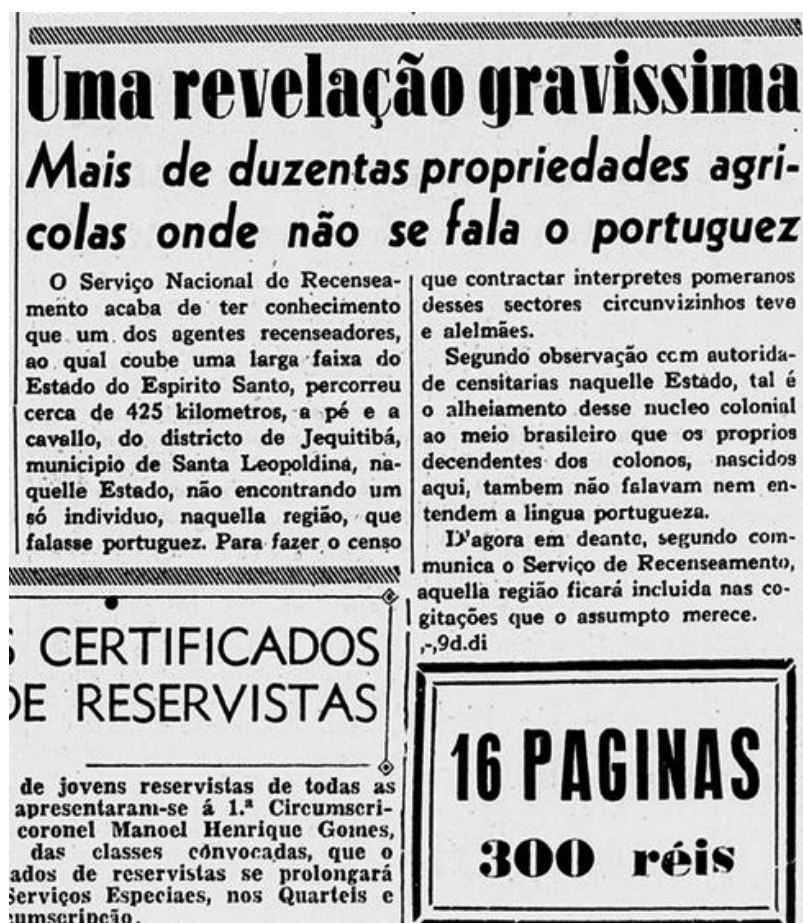 Uma revelação gravissima
Mais de duzentas propriedades agri-
colas onde não se fala o portuguez
O Serviço Nacional de Recensea-
mento acaba de ter conhecimento
que um dos agentes recenseadores,
ao qual coube uma larga faixa do
Estado do Espirito Santo, percorreu
cerca de 425 kilometros, a pé e a
cavallo, do districto de Jequitibá,
municipio de Santa Leopoldina, na-
quelle Estado, não encontrando um
só individuo, naquella região, que
falasse portuguez. Para fazer o censo
que contractar interpretes pomeranos
desses sectores circunvizinhos teve
e alelmães.
Segundo observação ccm autorida-
de censitarias naquelle Estado, tal é
o alheiamento desse nucleo colonial
ao meio brasileiro que os proprios
decendentes dos colonos, nascidos
aqui, tambem não falavam nem en-
tendem a lingua portugueza.
D'agora em deante, segundo com-
munica o Serviço de Recenseamento,
aquella região ficará incluida nas co-
gitações que o assumpto merece.
,-,9d.di
CERTIFICADOS
DE RESERVISTAS
de jovens reservistas de todas as
apresentaram-se á 1.ª Circumscri-
coronel Manoel Henrique Gomes,
das classes cónvocadas, que o
ados de reservistas se prolongará
Serviços Especiaes, nos Quarteis e
cumscripção.
16 PAGINAS
300 réis